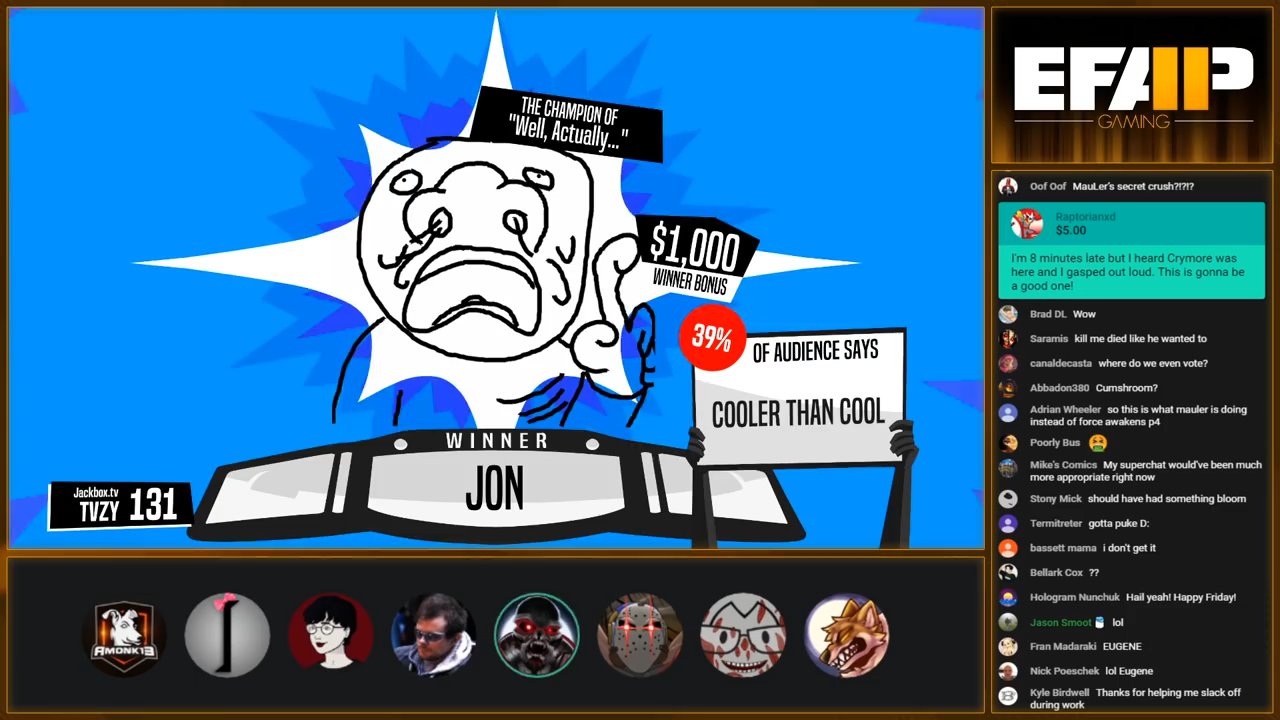 THE CHAMPION OF
"Well, Actually..."
$1,000
WINNER BONUS
39%
OF AUDIENCE SAYS
COOLER THAN COOL
WINNER
JON
Jackbox.tv
TVZY 131
AMONK13
EFAP
GAMING
Oof Oof MauLer's secret crush?!?!?
Raptorianxd
$5.00
I'm 8 minutes late but I heard Crymore was
here and I gasped out loud. This is gonna be
a good one!
Brad DL Wow
Saramis kill me died like he wanted to
canaldecasta where do we even vote?
Abbadon380 Cumshroom?
Adrian Wheeler so this is what mauler is doing
instead of force awakens p4
Poorly Bus
Mike's Comics My superchat would've been much
more appropriate right now
Stony Mick should have had something bloom
Termitreter gotta puke D:
bassett mama i don't get it
Bellark Cox ??
Hologram Nunchuk Hail yeah! Happy Friday!
Jason Smoot lol
Fran Madaraki EUGENE
Nick Poeschek lol Eugene
Kyle Birdwell Thanks for helping me slack off
during work